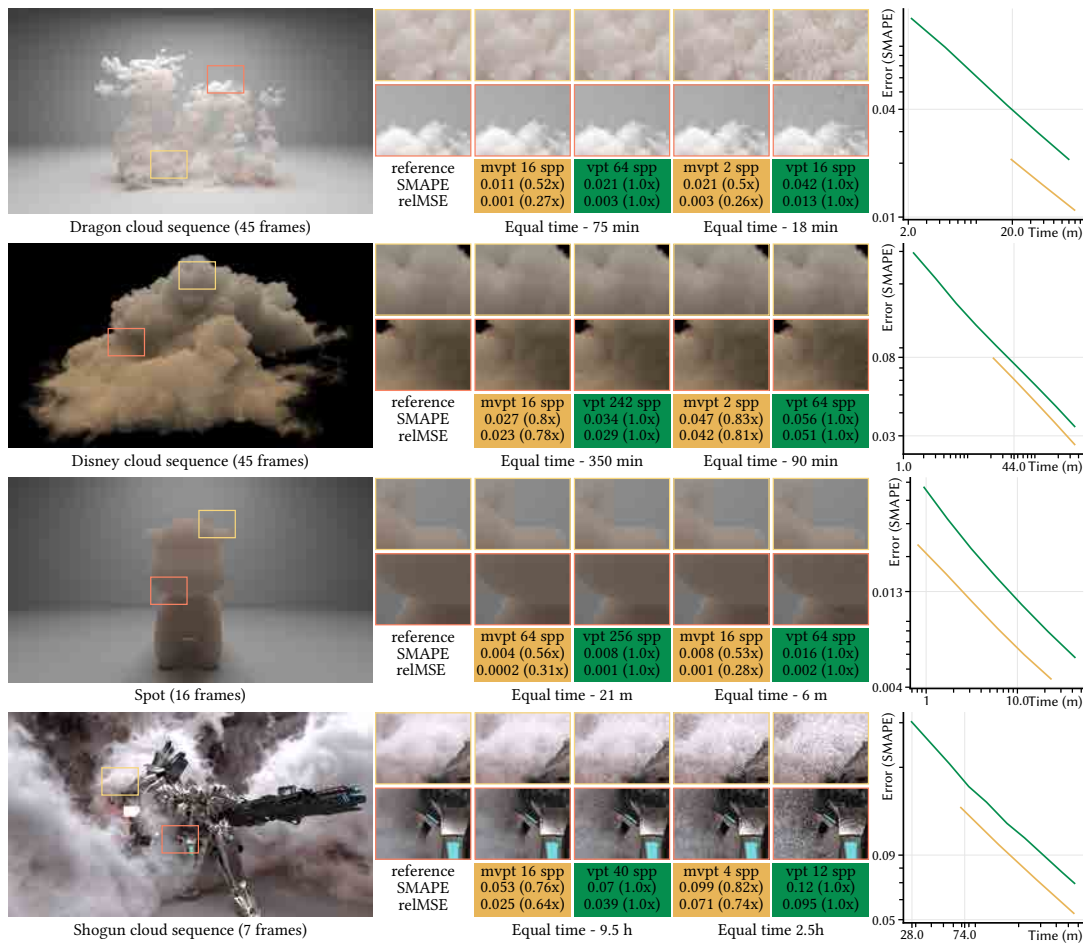 reference mvpt 16 spp vpt 64 spp mvpt 2 spp vpt 16 spp
SMAPE 0.011 (0.52x) 0.021 (1.0x) 0.021 (0.5x) 0.042 (1.0x)
relMSE 0.001 (0.27x) 0.003 (1.0x) 0.003 (0.26x) 0.013 (1.0x)
Dragon cloud sequence (45 frames)
Equal time - 75 min Equal time - 18 min
Error (SMAPE)
0.04
0.01
2.0 20.0 Time (m)
reference mvpt 16 spp vpt 242 spp mvpt 2 spp vpt 64 spp
SMAPE 0.027 (0.8x) 0.034 (1.0x) 0.047 (0.83x) 0.056 (1.0x)
relMSE 0.023 (0.78x) 0.029 (1.0x) 0.042 (0.81x) 0.051 (1.0x)
Disney cloud sequence (45 frames)
Equal time - 350 min Equal time - 90 min
Error (SMAPE)
0.08
0.03
1.0 44.0 Time (m)
reference mvpt 64 spp vpt 256 spp mvpt 16 spp vpt 64 spp
SMAPE 0.004 (0.56x) 0.008 (1.0x) 0.008 (0.53x) 0.016 (1.0x)
relMSE 0.0002 (0.31x) 0.001 (1.0x) 0.001 (0.28x) 0.002 (1.0x)
Spot (16 frames)
Equal time - 21 m Equal time - 6 m
Error (SMAPE)
0.013
0.004
1 10.0 Time (m)
reference mvpt 16 spp vpt 40 spp mvpt 4 spp vpt 12 spp
SMAPE 0.053 (0.76x) 0.07 (1.0x) 0.099 (0.82x) 0.12 (1.0x)
relMSE 0.025 (0.64x) 0.039 (1.0x) 0.071 (0.74x) 0.095 (1.0x)
Shogun cloud sequence (7 frames)
Equal time - 9.5 h Equal time 2.5h
Error (SMAPE)
0.09
0.05
28.0 74.0 Time (m)